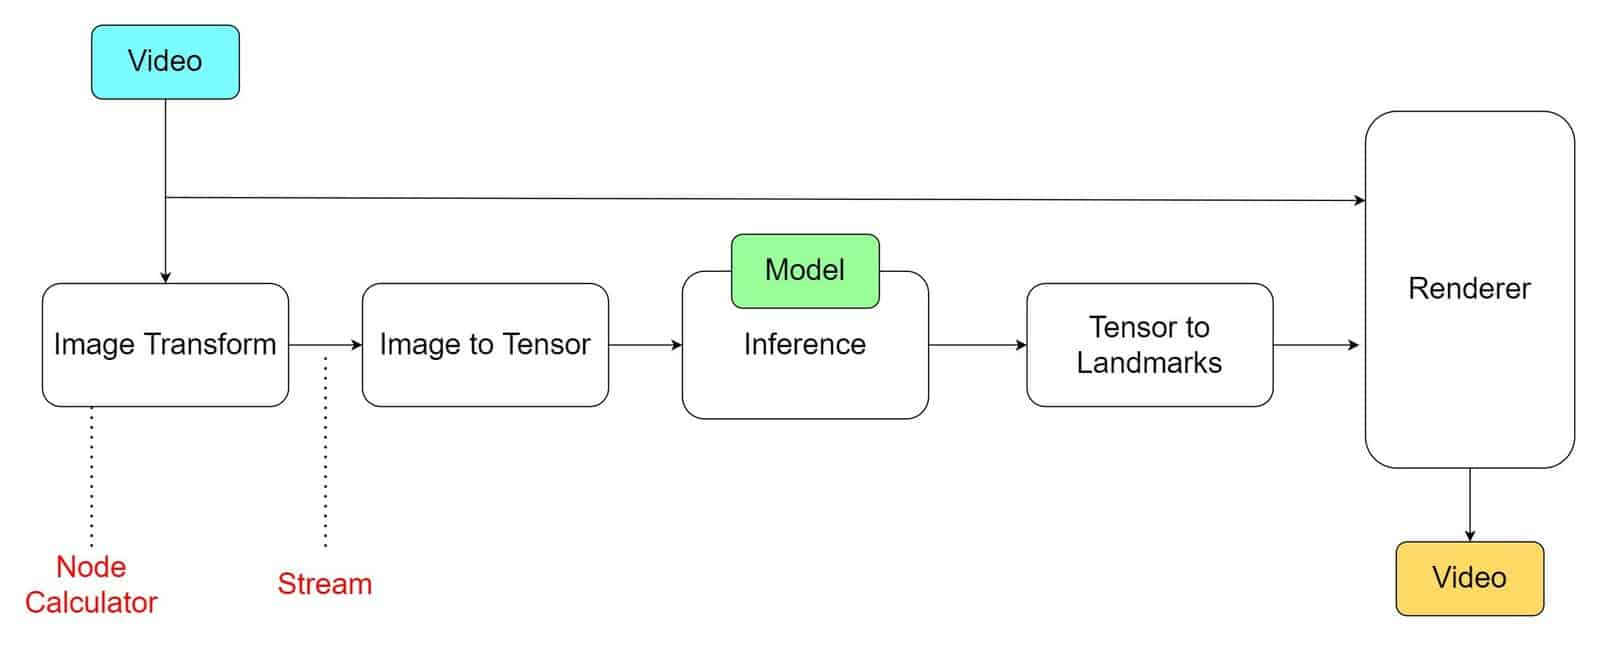 Video
Model
Image Transform
Image to Tensor
Inference
Tensor to
Landmarks
Renderer
Node
Calculator
Stream
Video